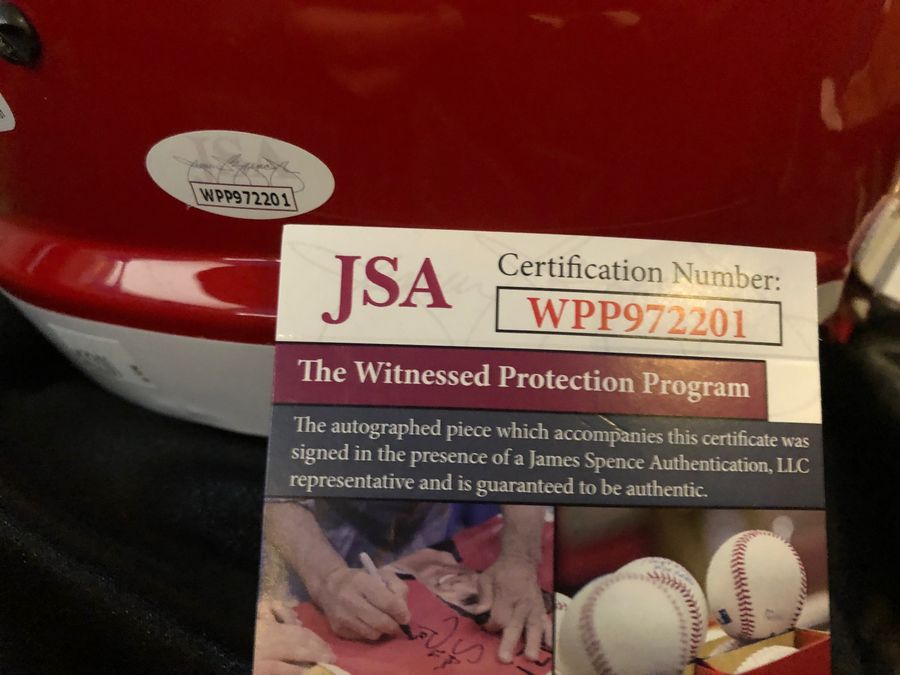 WPP972201
JSA
Certification Number:
WPP972201
The Witnessed Protection Program
The autographed piece which accompanies this certificate was
signed in the presence of a James Spence Authentication, LLC
representative and is guaranteed to be authentic.